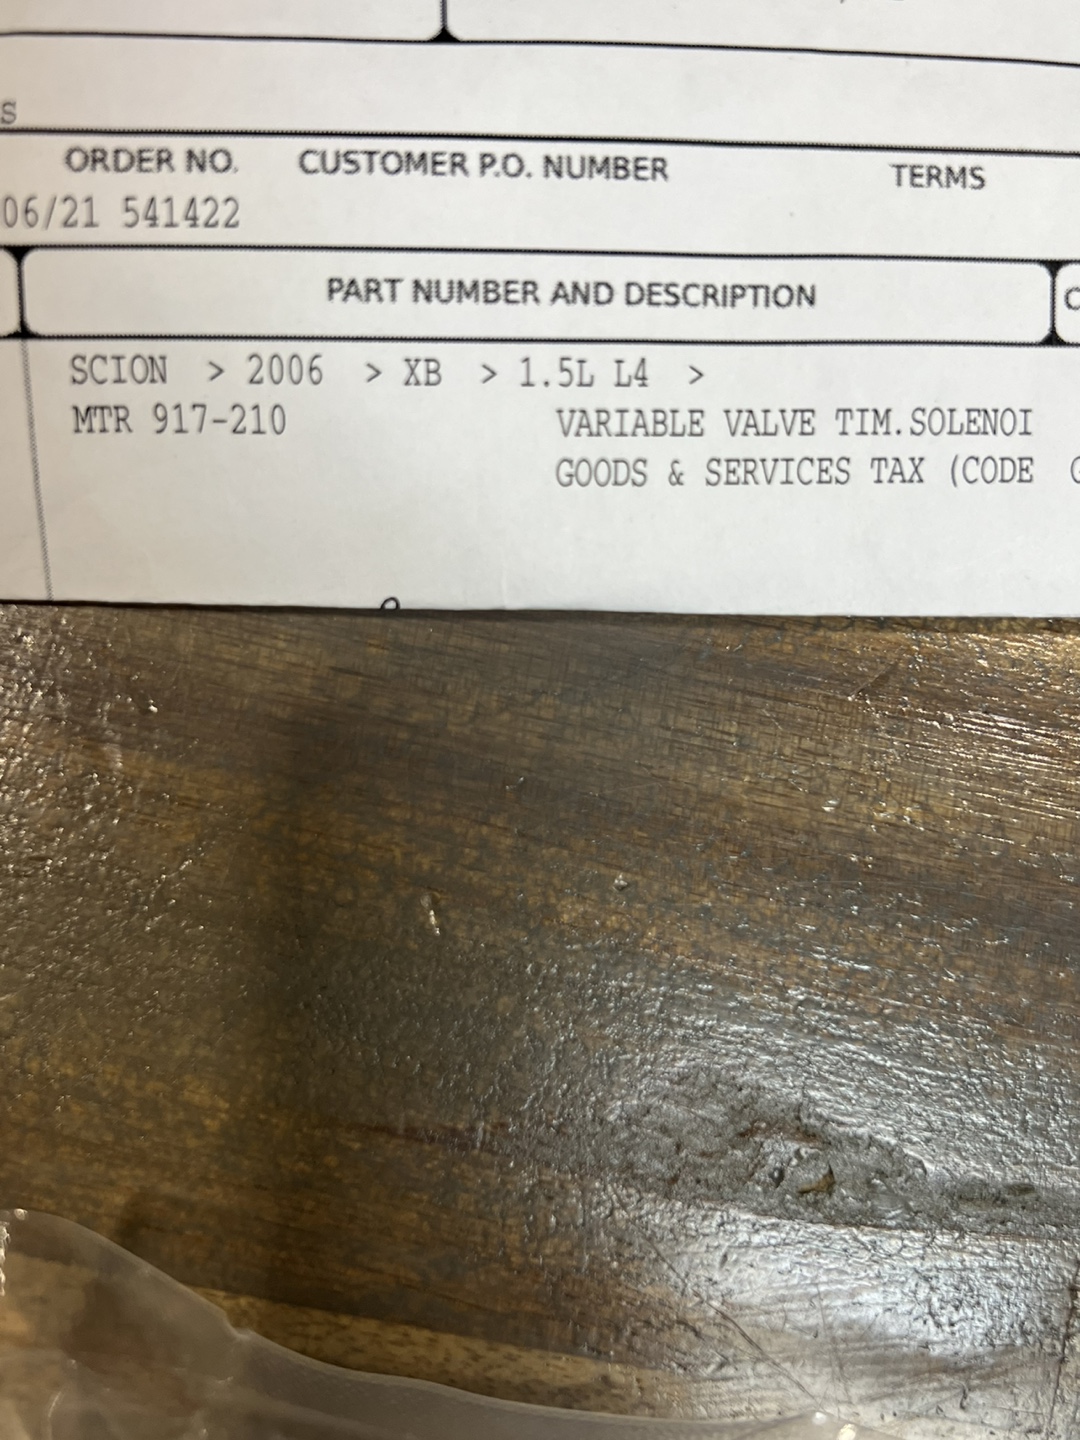 S
ORDER NO. CUSTOMER P.O. NUMBER TERMS
06/21 541422
PART NUMBER AND DESCRIPTION
SCION > 2006 > XB > 1.5L L4 >
MTR 917-210 VARIABLE VALVE TIM.SOLENOI
GOODS & SERVICES TAX (CODE G